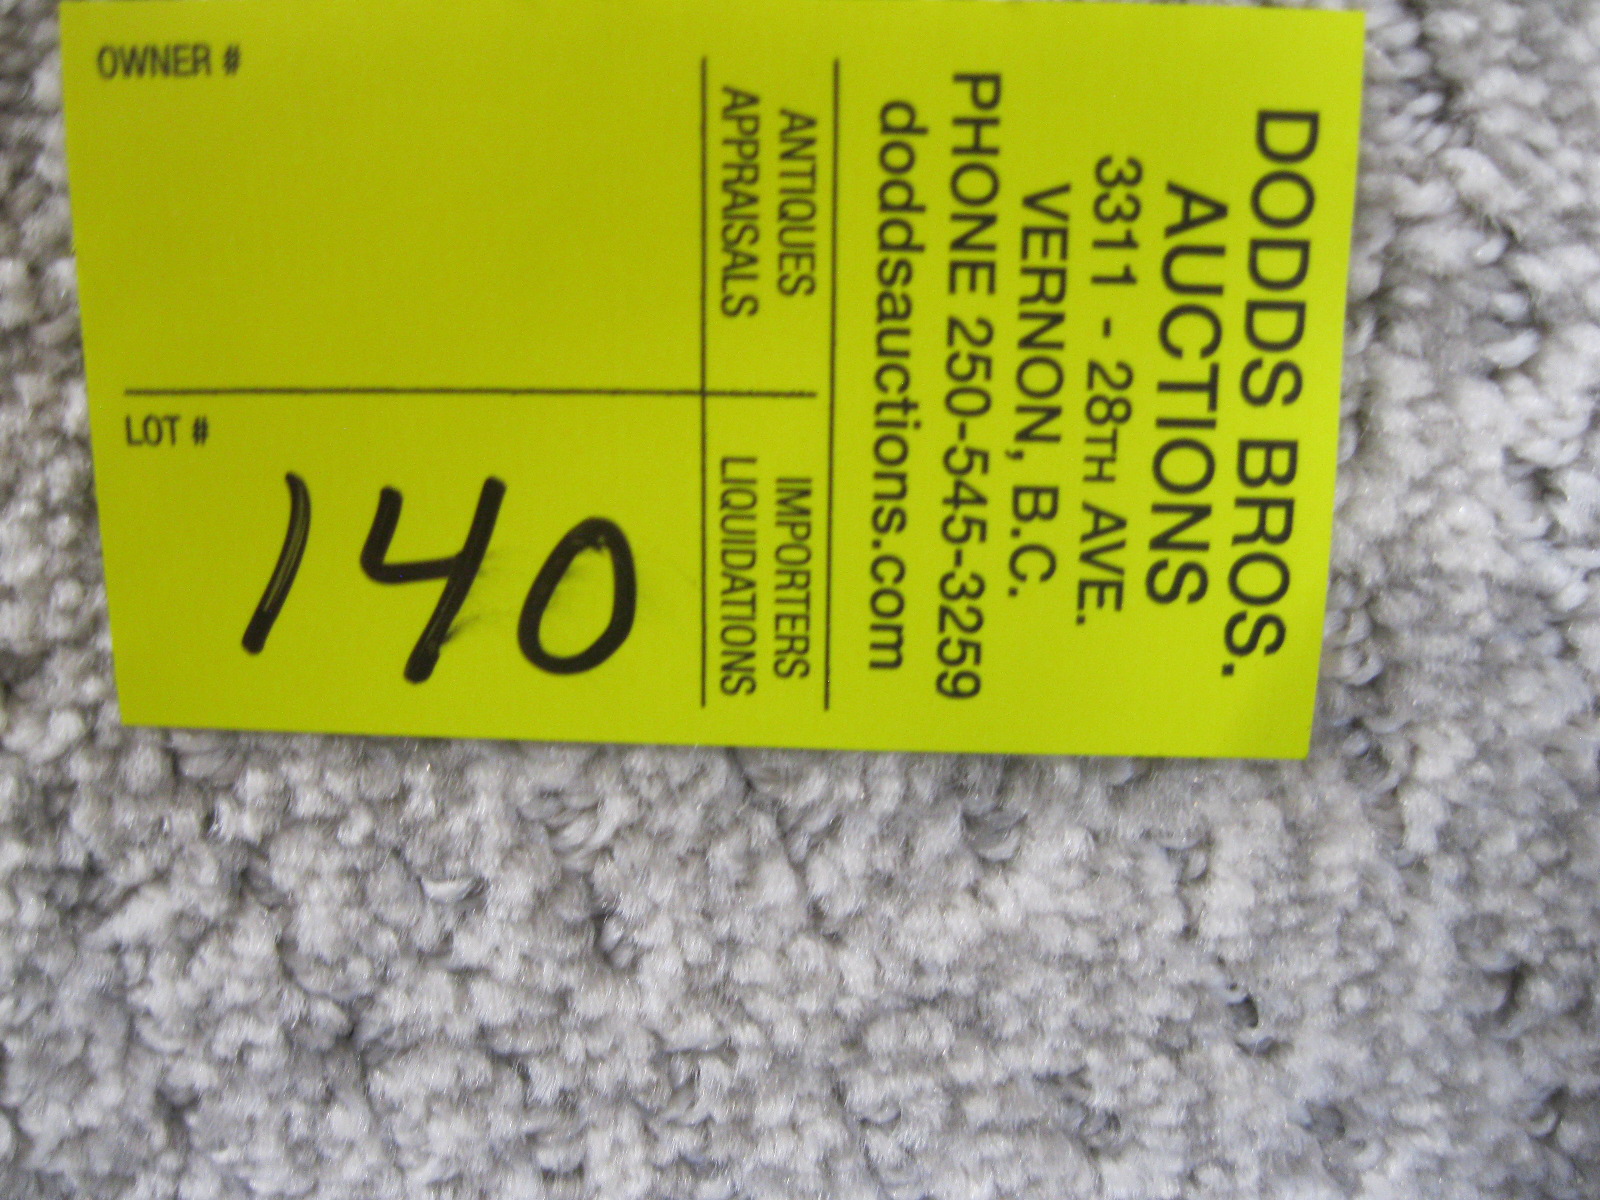 DODDS BROS.
AUCTIONS
3311 - 28TH AVE.
VERNON, B.C.
PHONE 250-545-3259
doddsauctions.com
ANTIQUES IMPORTERS
APPRAISALS LIQUIDATIONS
OWNER #
LOT #
140